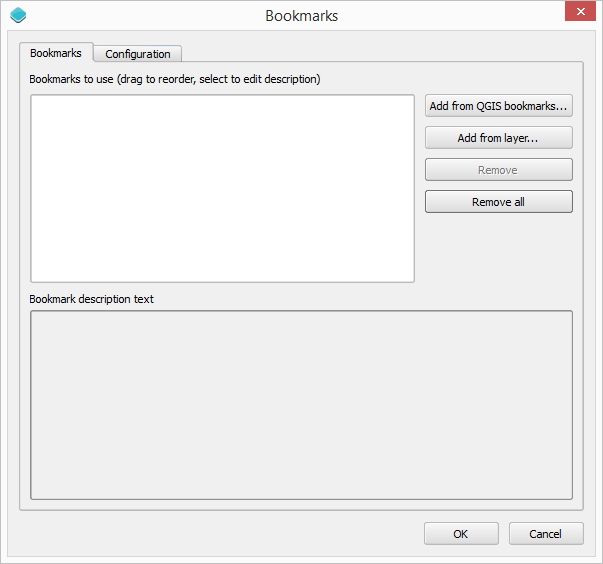 Bookmarks
Bookmarks
Configuration
Bookmarks to use (drag to reorder, select to edit description)
Add from QGIS bookmarks...
Add from layer...
Remove
Remove all
Bookmark description text
OK
Cancel